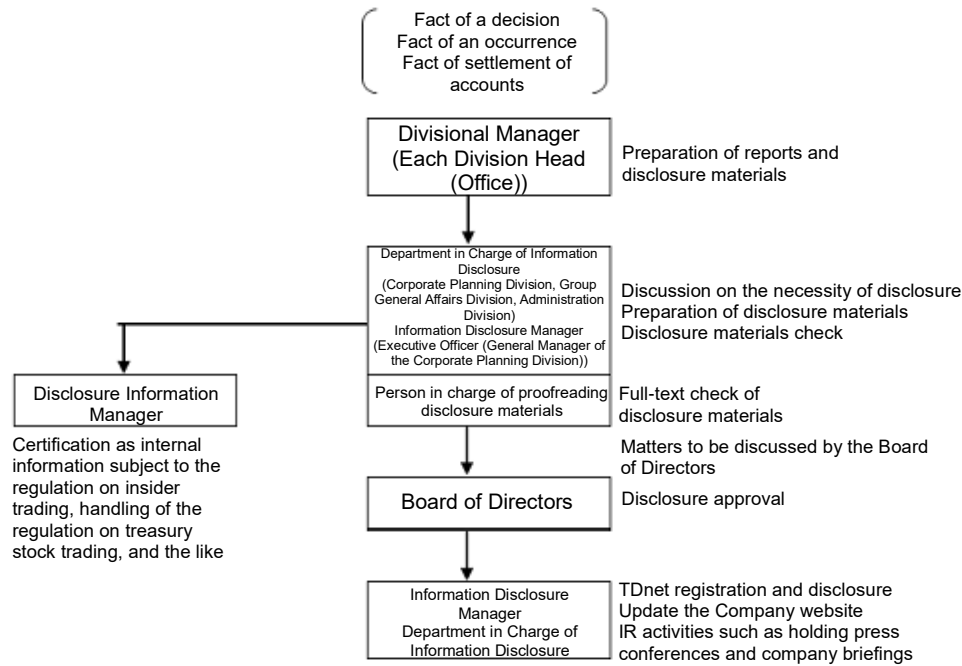 Fact of a decision
Fact of an occurrence
Fact of settlement of
accounts
Divisional Manager
(Each Division Head
(Office))
Preparation of reports and
disclosure materials
Department in Charge of Information
Disclosure
(Corporate Planning Division, Group
General Affairs Division, Administration
Division)
Information Disclosure Manager
(Executive Officer (General Manager of
the Corporate Planning Division))
Discussion on the necessity of disclosure
Preparation of disclosure materials
Disclosure materials check
Disclosure Information
Manager
Certification as internal
information subject to the
regulation on insider
trading, handling of the
regulation on treasury
stock trading, and the like
Person in charge of proofreading
disclosure materials
Full-text check of
disclosure materials
Matters to be discussed by the Board
of Directors
Board of Directors
Disclosure approval
Information Disclosure
Manager
Department in Charge of
Information Disclosure
TDnet registration and disclosure
Update the Company website
IR activities such as holding press
conferences and company briefings